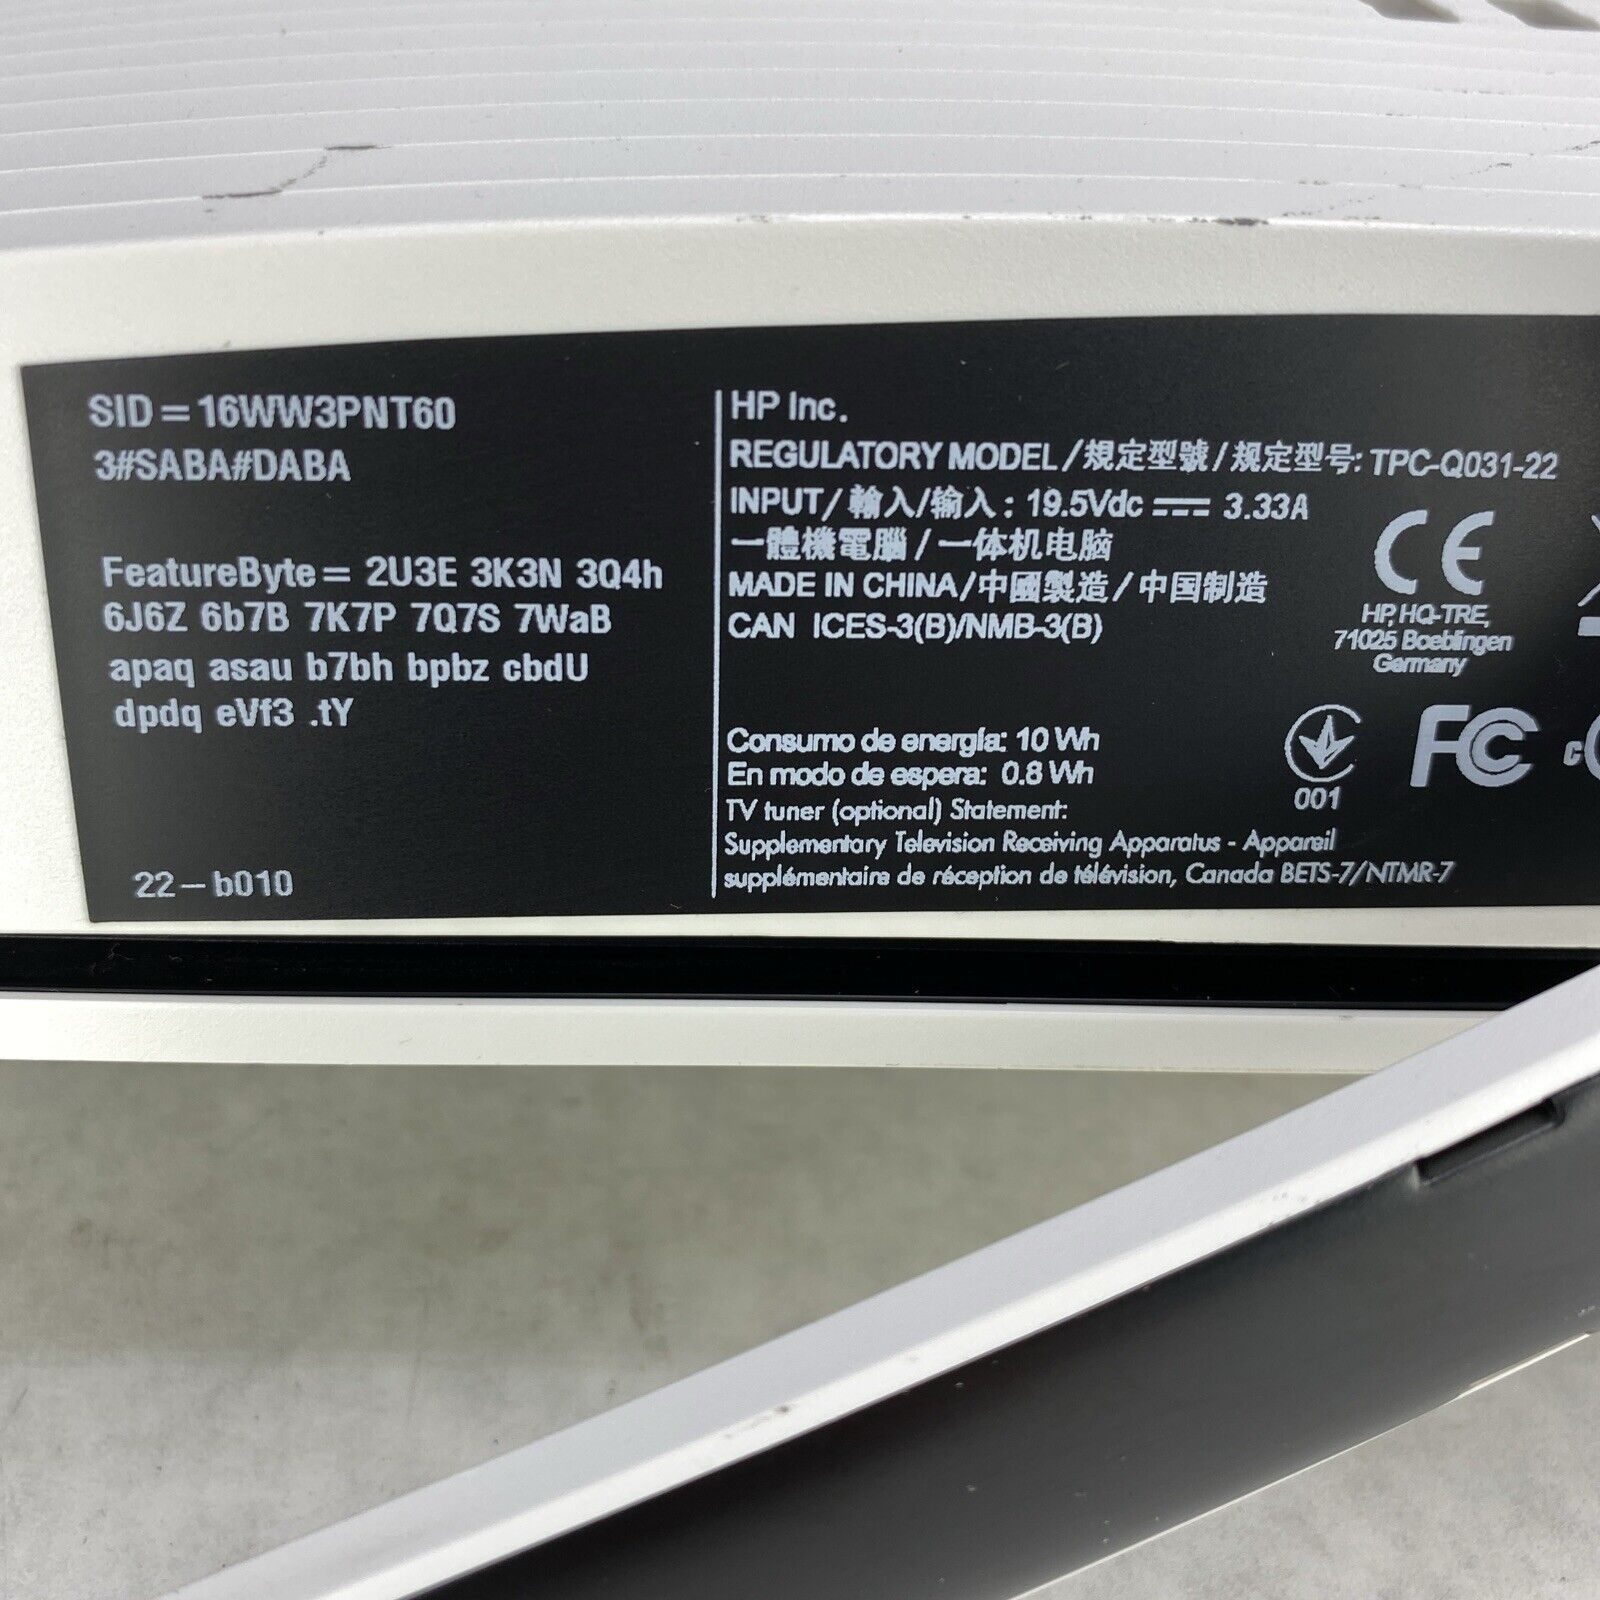 SID = 16WW3PNT60
3#SABA#DABA
FeatureByte = 2U3E 3K3N 3Q4h
6J6Z 6b7B 7K7P 7Q7S 7WaB
apaq asau b7bh bpbz cbdU
dpdq eVf3 .tY
22-b010
HP Inc.
REGULATORY MODEL/規定型號/规定型号: TPC-Q031-22
INPUT/輸入/输入: 19.5Vdc ⎓ 3.33A
一體機電腦/一体机电脑
MADE IN CHINA/中國製造/中国制造
CAN ICES-3(B)/NMB-3(B)
CE
HP, HQ-TRE,
71025 Boeblingen
Germany
Consumo de energía: 10 Wh
En modo de espera: 0.8 Wh
TV tuner (optional) Statement:
Supplementary Television Receiving Apparatus - Appareil
supplémentaire de réception de télévision, Canada BETS-7/NTMR-7
001
FC